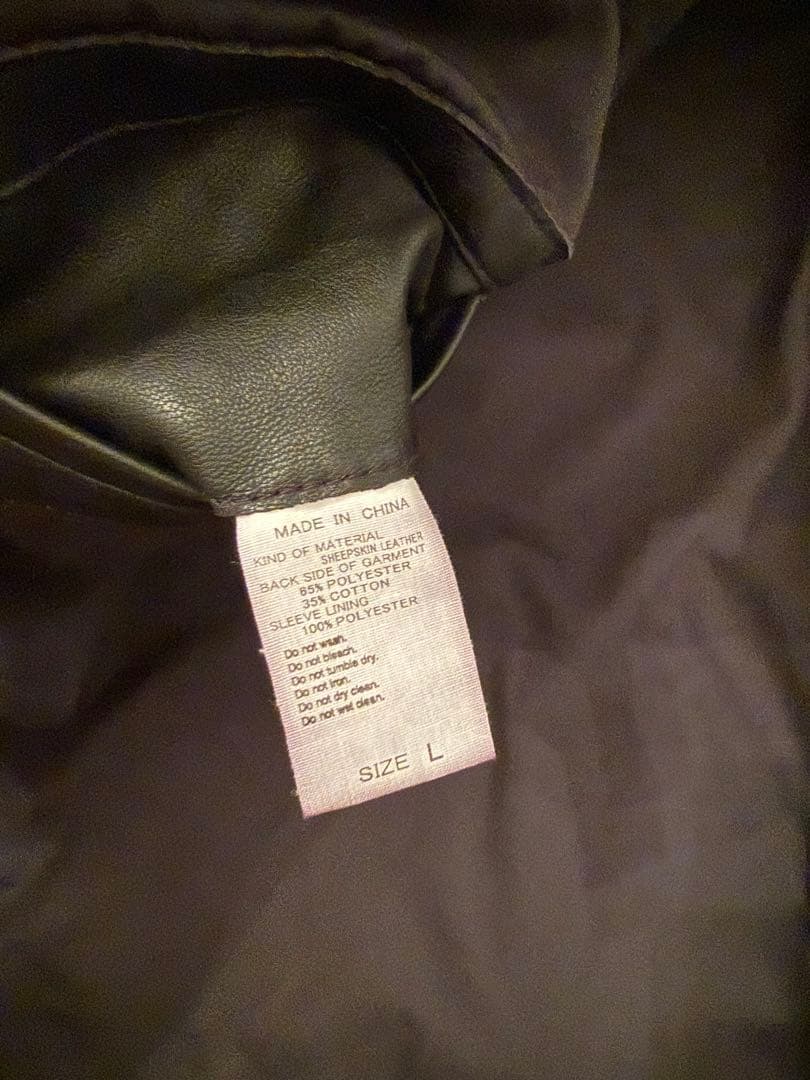 MADE IN CHINA
KIND OF MATERIAL
SHEEPSKIN LEATHER
BACK SIDE OF GARMENT
65% POLYESTER
35% COTTON
SLEEVE LINING
100% POLYESTER
Do not wash.
Do not bleach.
Do not tumble dry.
Do not iron.
Do not dry clean.
Do not wet clean.
SIZE L